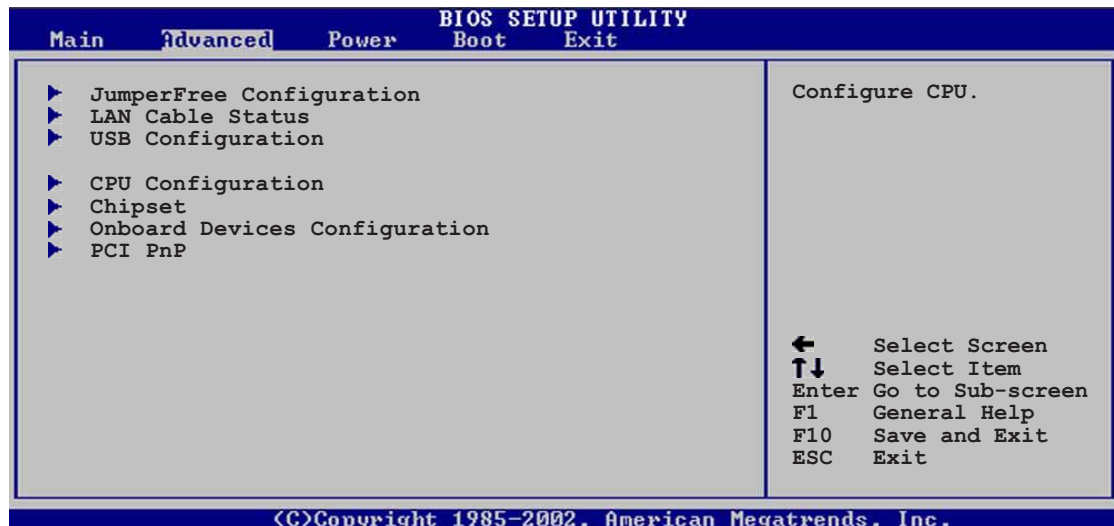 BIOS SETUP UTILITY
Main Advanced Power Boot Exit
JumperFree Configuration
LAN Cable Status
USB Configuration
CPU Configuration
Chipset
Onboard Devices Configuration
PCI PnP
Configure CPU.
← Select Screen
↑↓ Select Item
Enter Go to Sub-screen
F1 General Help
F10 Save and Exit
ESC Exit
(C)Copyright 1985-2002, American Megatrends, Inc.